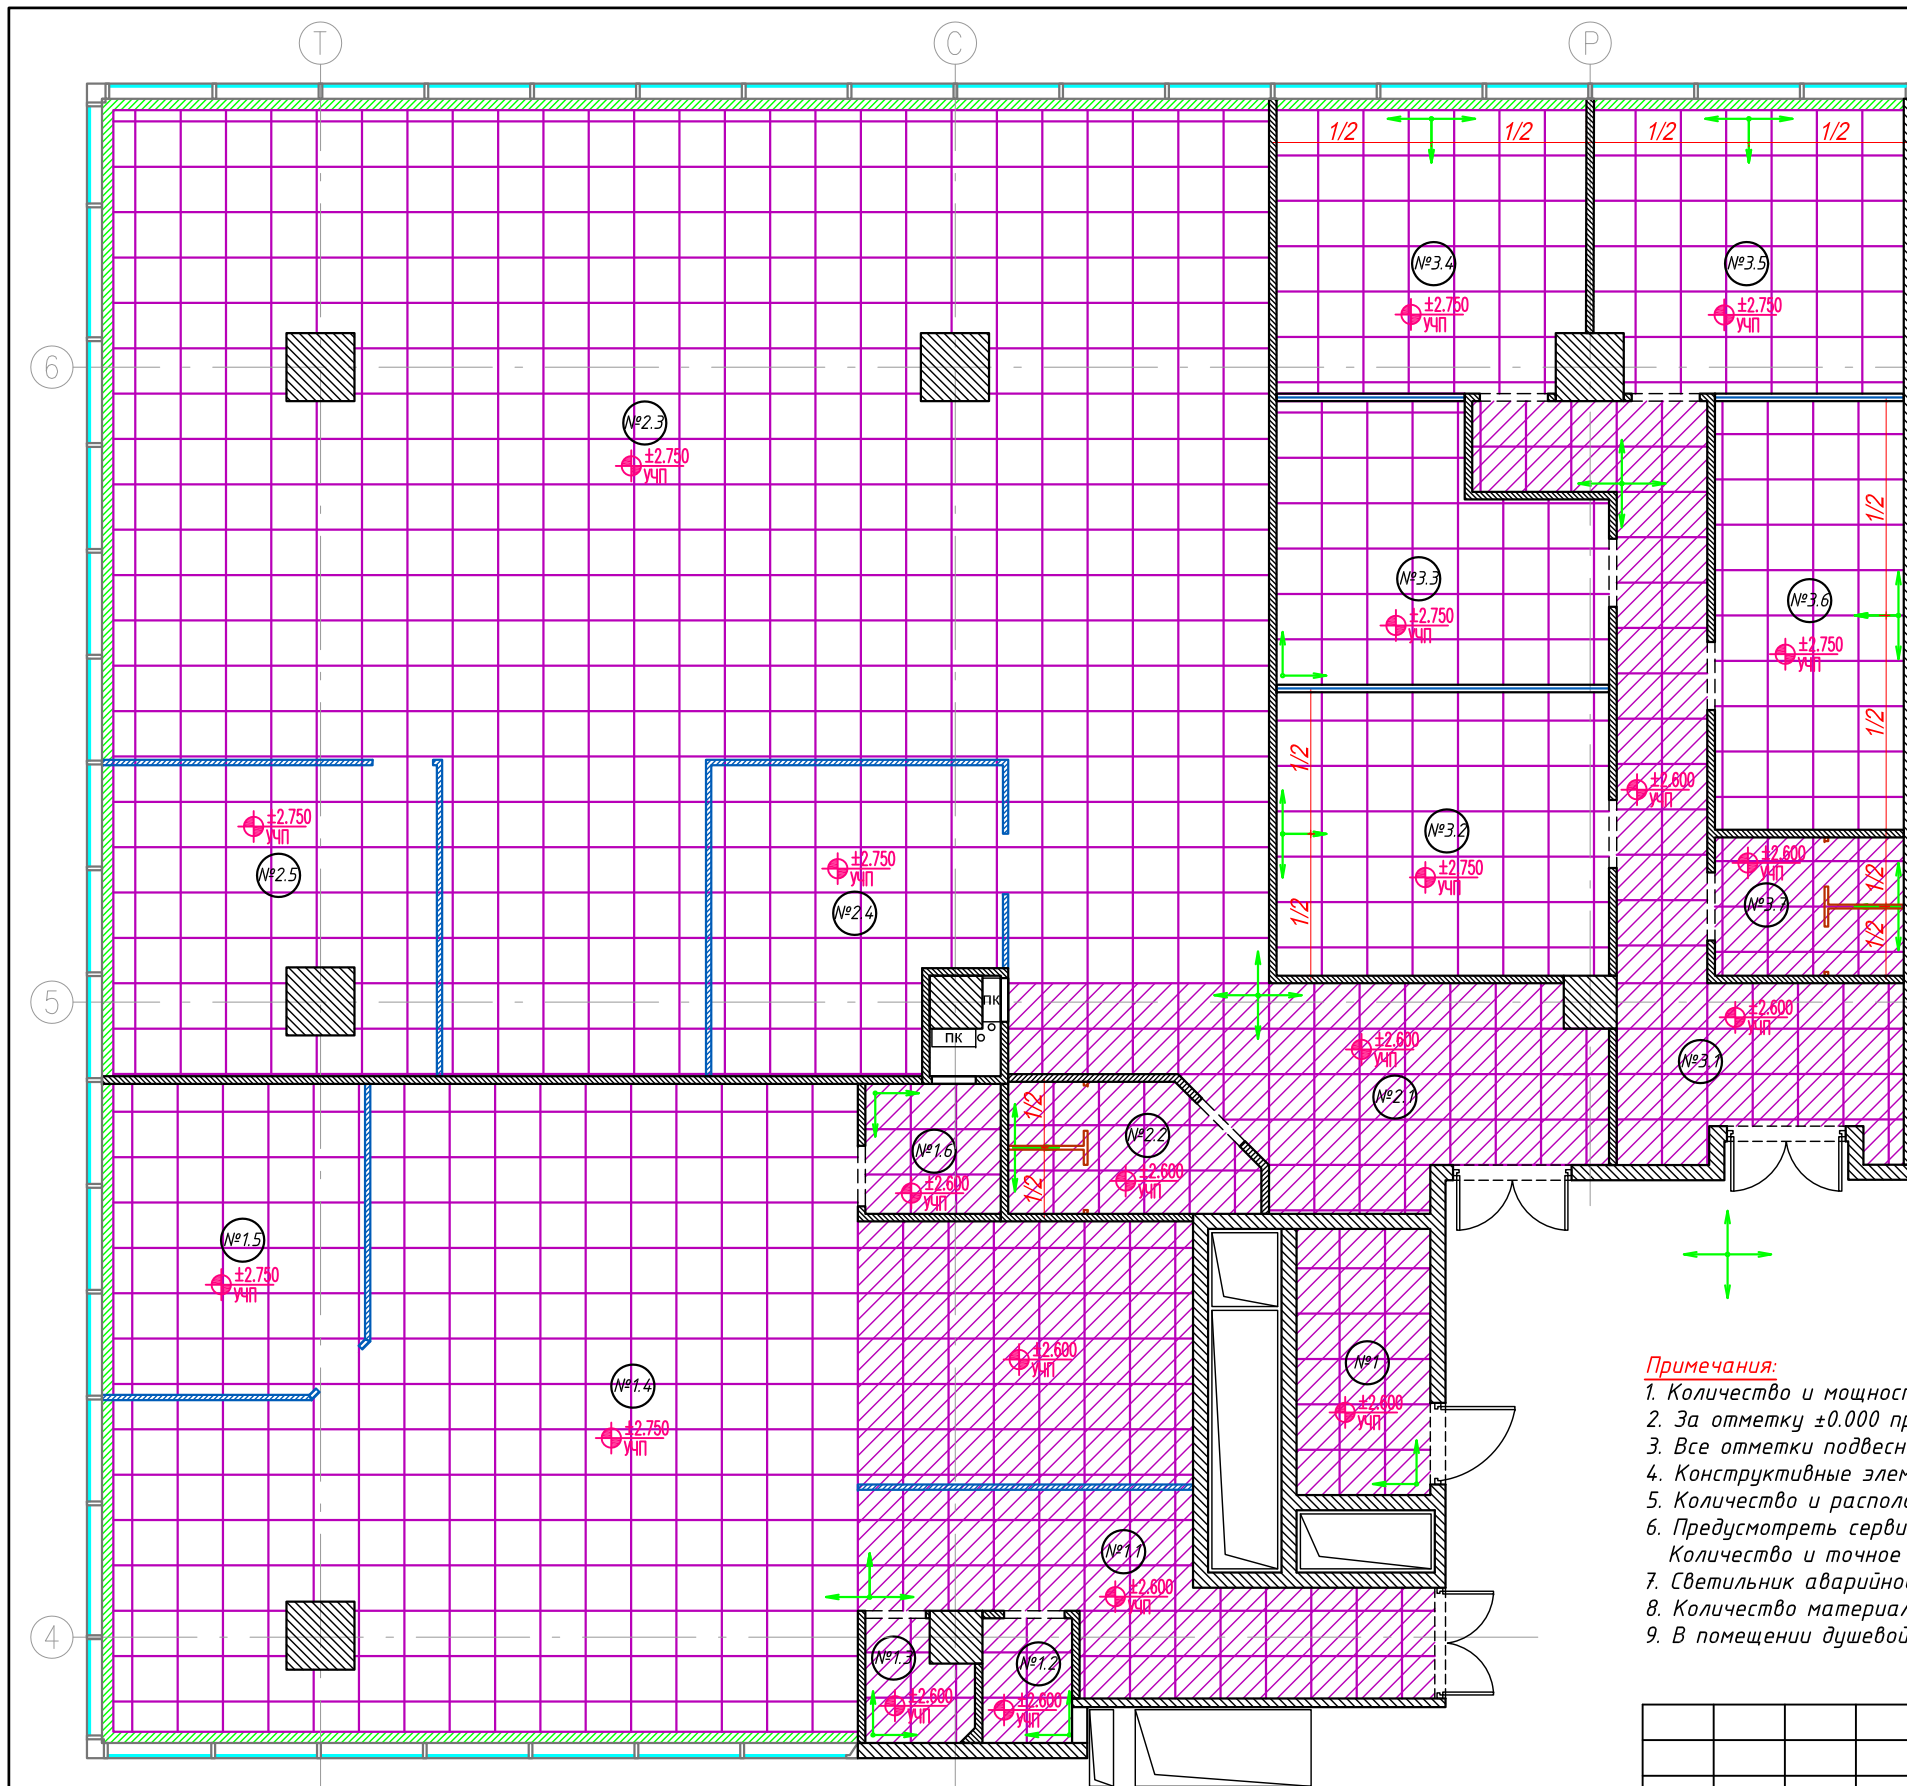 Т
С
Р
1/2
1/2
1/2
1/2
№3.4
±2.750
УЧП
№3.5
±2.750
УЧП
6
№2.3
±2.750
УЧП
1/2
№3.3
±2.750
УЧП
№3.6
±2.750
УЧП
1/2
1/2
±2.600
УЧП
±2.750
УЧП
№2.5
±2.750
УЧП
№2.4
№3.2
±2.750
УЧП
1/2
±2.600
УЧП
№3.7
1/2
1/2
5
ПК
ПК
±2.600
УЧП
№2.1
±2.600
УЧП
№3.1
1/2
№1.6
±2.600
УЧП
№2.2
±2.600
УЧП
1/2
№1.5
±2.750
УЧП
№1.4
±2.750
УЧП
±2.600
УЧП
№1
±2.600
УЧП
№1.1
±2.600
УЧП
4
№1.3
±2.600
УЧП
№1.2
±2.600
УЧП
Примечания:
1. Количество и мощност
2. За отметку ±0.000 пр
3. Все отметки подвесн
4. Конструктивные элем
5. Количество и располо
6. Предусмотреть серви
Количество и точное
7. Светильник аварийно
8. Количество материал
9. В помещении душевой